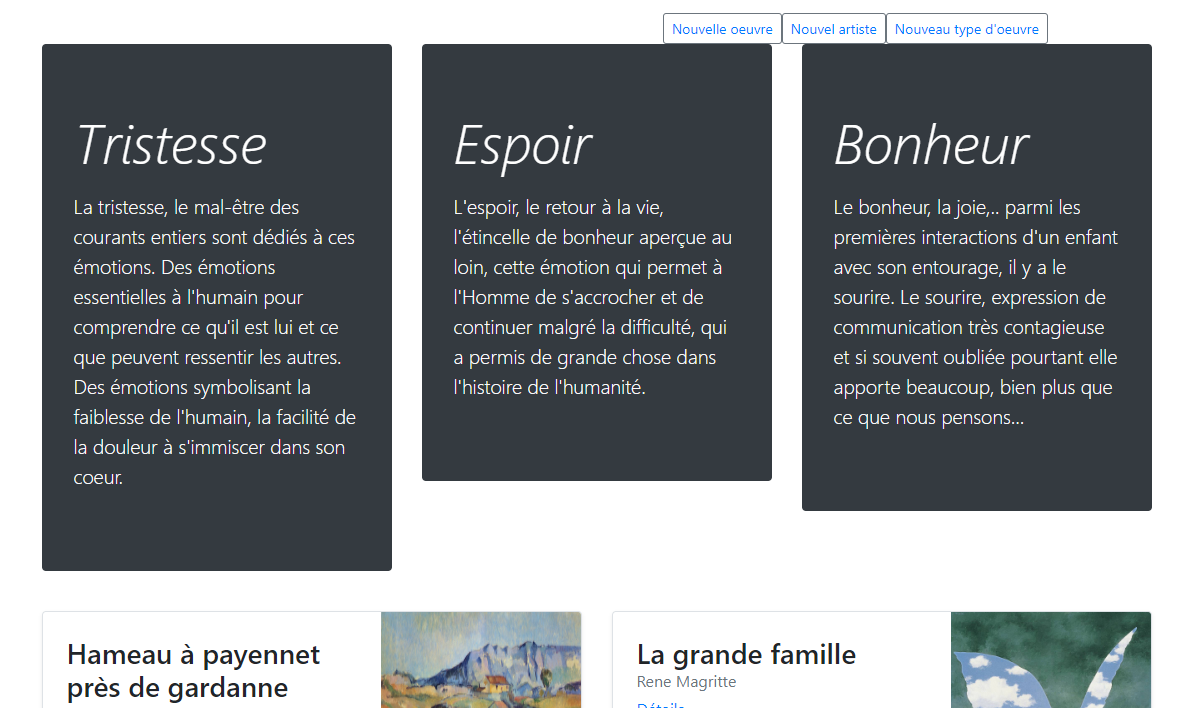 Nouvelle oeuvre
Nouvel artiste
Nouveau type d'oeuvre
Tristesse
La tristesse, le mal-être des
courants entiers sont dédiés à ces
émotions. Des émotions
essentielles à l'humain pour
comprendre ce qu'il est lui et ce
que peuvent ressentir les autres.
Des émotions symbolisant la
faiblesse de l'humain, la facilité de
la douleur à s'immiscer dans son
coeur.
Espoir
L'espoir, le retour à la vie,
l'étincelle de bonheur aperçue au
loin, cette émotion qui permet à
l'Homme de s'accrocher et de
continuer malgré la difficulté, qui
a permis de grande chose dans
l'histoire de l'humanité.
Bonheur
Le bonheur, la joie,.. parmi les
premières interactions d'un enfant
avec son entourage, il y a le
sourire. Le sourire, expression de
communication très contagieuse
et si souvent oubliée pourtant elle
apporte beaucoup, bien plus que
ce que nous pensons...
Hameau à payennet
près de gardanne
La grande famille
Rene Magritte
Détails